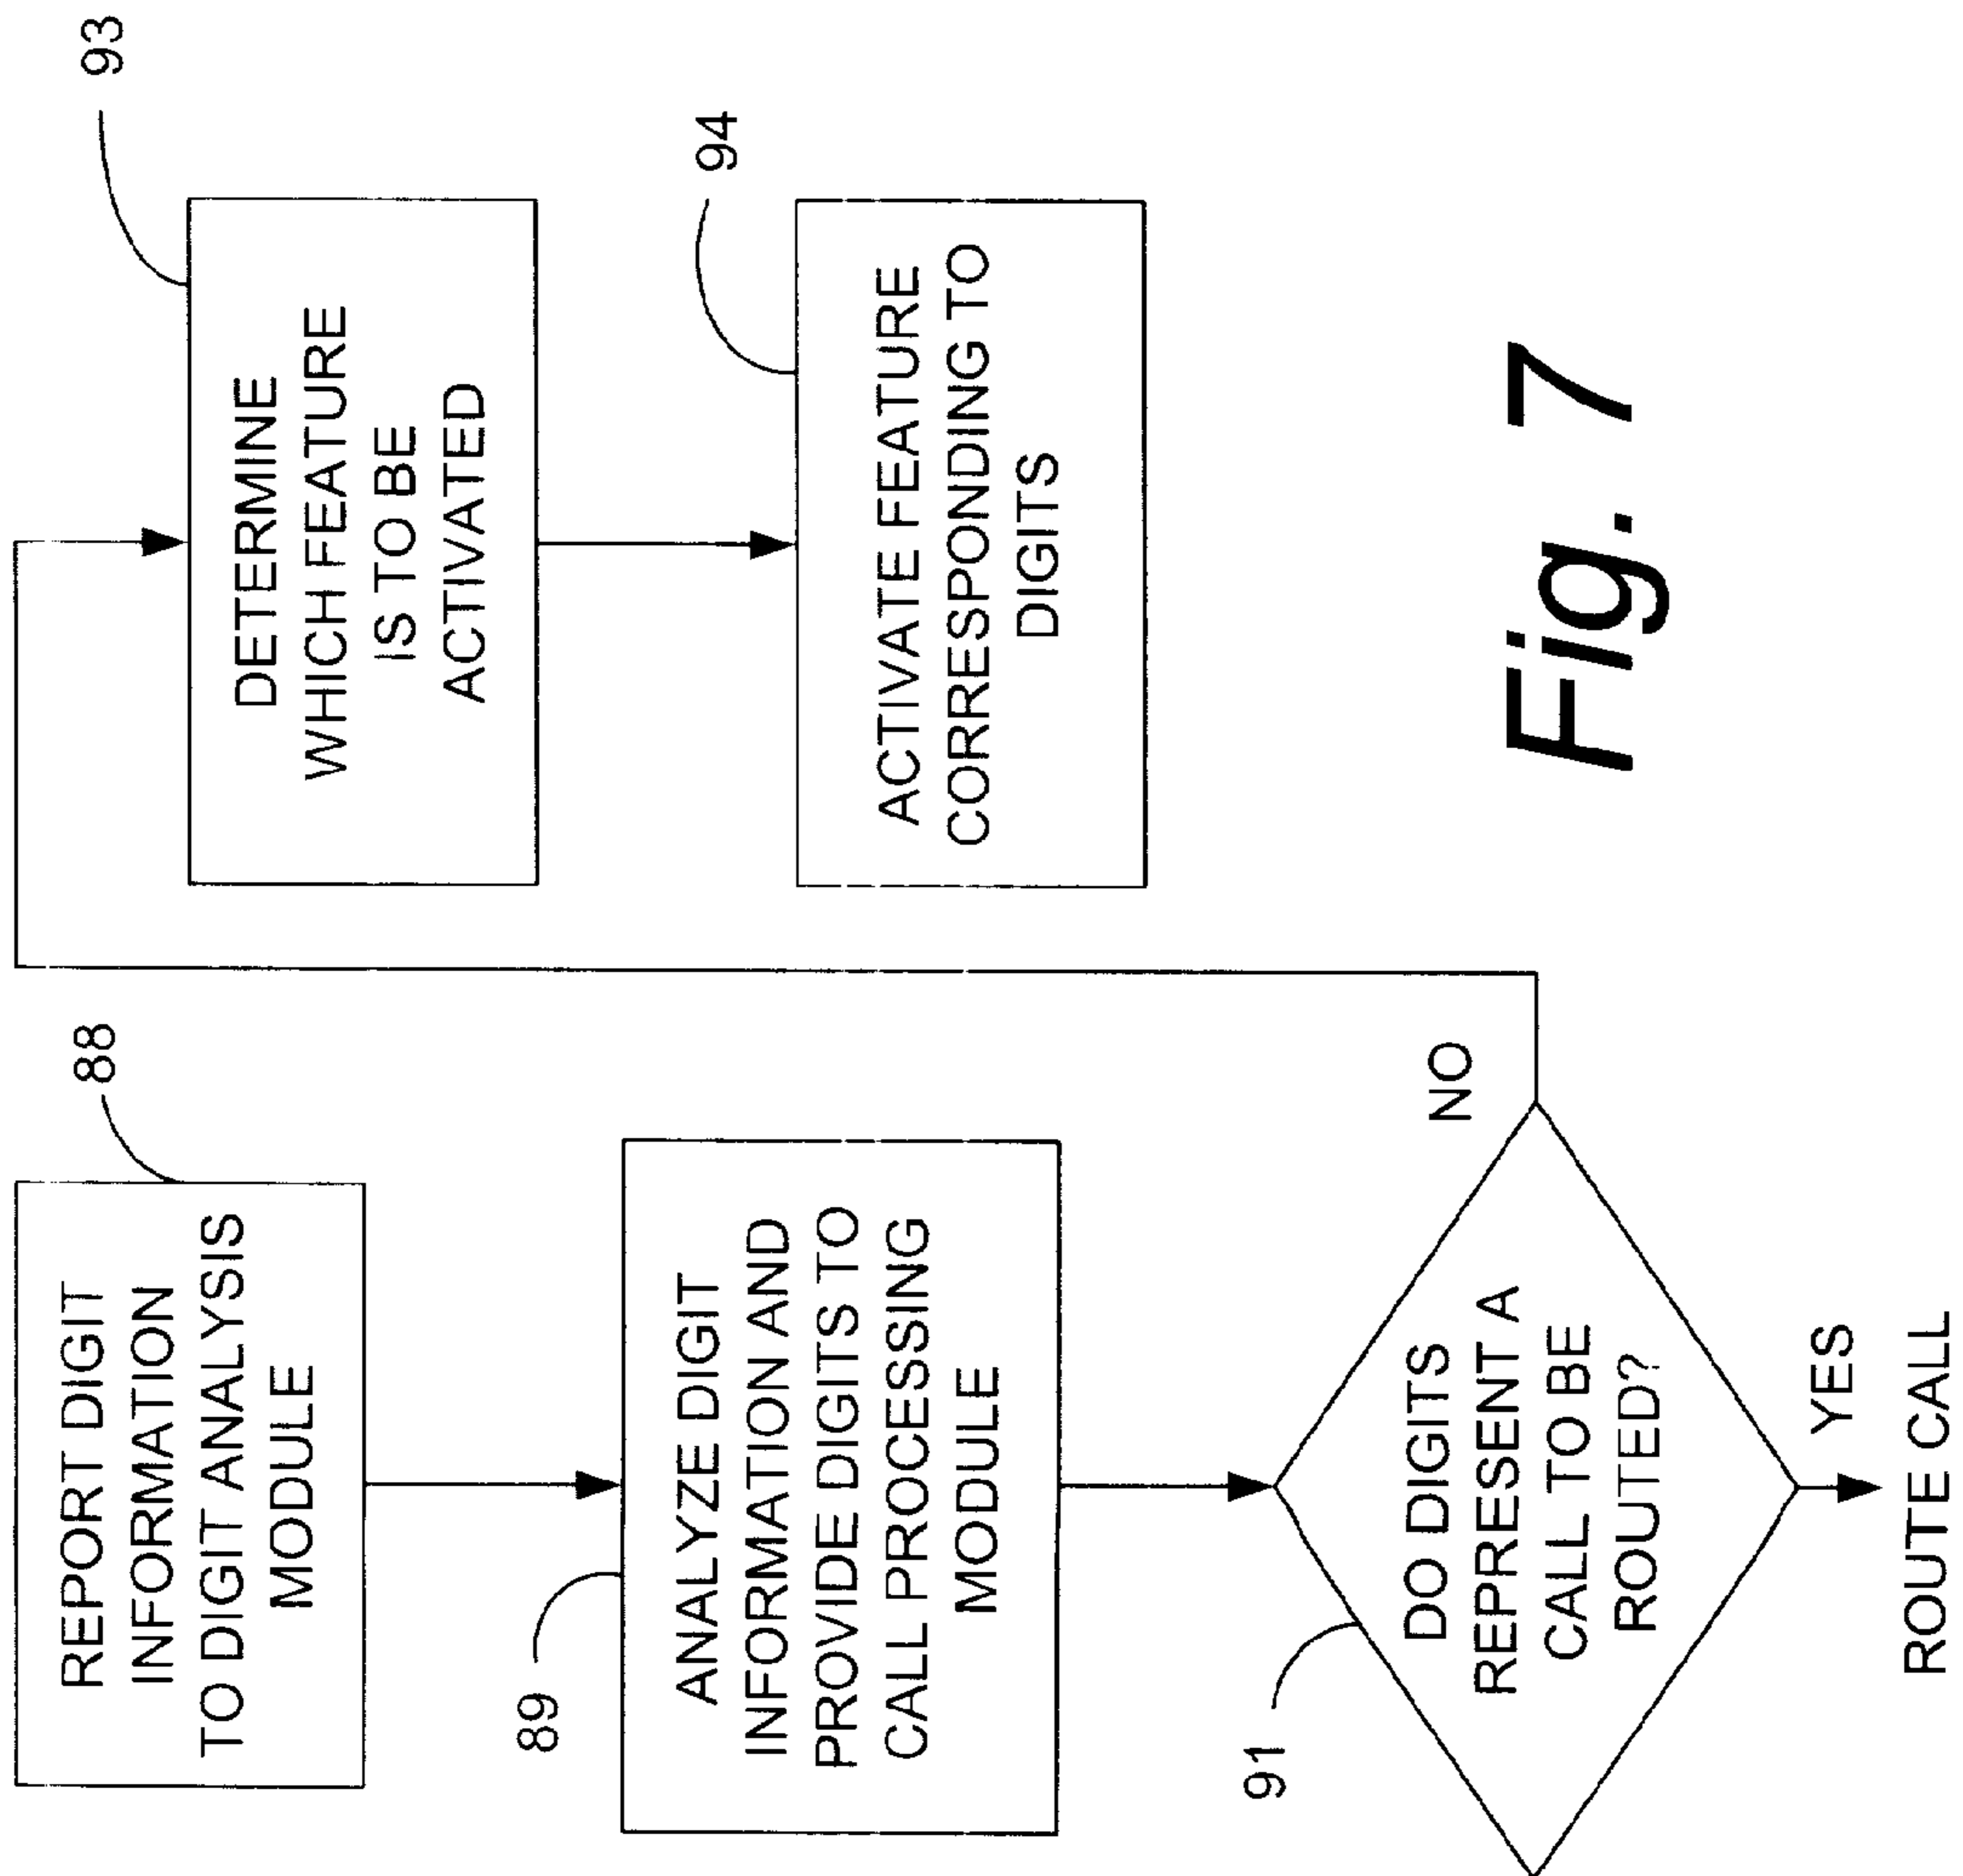 88
REPORT DIGIT
INFORMATION
TO DIGIT ANALYSIS
MODULE
89
ANALYZE DIGIT
INFORMATION AND
PROVIDE DIGITS TO
CALL PROCESSING
MODULE
91
DO DIGITS
REPRESENT A
CALL TO BE
ROUTED?
NO
YES
ROUTE CALL
93
DETERMINE
WHICH FEATURE
IS TO BE
ACTIVATED
94
ACTIVATE FEATURE
CORRESPONDING TO
DIGITS
Fig. 7